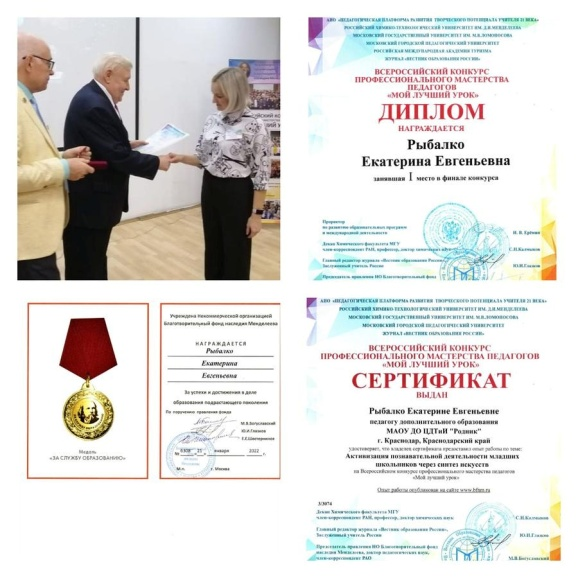 АНО «ПЕДАГОГИЧЕСКАЯ ПЛАТФОРМА РАЗВИТИЯ ТВОРЧЕСКОГО ПОТЕНЦИАЛА УЧИТЕЛЯ 21 ВЕКА»
РОССИЙСКИЙ ХИМИКО-ТЕХНОЛОГИЧЕСКИЙ УНИВЕРСИТЕТ ИМ. Д.И.МЕНДЕЛЕЕВА
МОСКОВСКИЙ ГОСУДАРСТВЕННЫЙ УНИВЕРСИТЕТ ИМ. М.В.ЛОМОНОСОВА
МОСКОВСКИЙ ГОРОДСКОЙ ПЕДАГОГИЧЕСКИЙ УНИВЕРСИТЕТ
РОССИЙСКАЯ МЕЖДУНАРОДНАЯ АКАДЕМИЯ ТУРИЗМА
ЖУРНАЛ «ВЕСТНИК ОБРАЗОВАНИЯ РОССИИ»
ВСЕРОССИЙСКИЙ КОНКУРС
ПРОФЕССИОНАЛЬНОГО МАСТЕРСТВА
ПЕДАГОГОВ
«МОЙ ЛУЧШИЙ УРОК»
ДИПЛОМ
НАГРАЖДАЕТСЯ
Рыбалко
Екатерина Евгеньевна
занявшая I место в финале конкурса
Проректор
по развитию образовательных программ
и международной деятельности
Декан Химического факультета МГУ
член-корреспондент РАН, профессор, доктор химических наук
С.Н.Калмыков
Главный редактор журнала «Вестник образования России»
Заслуженный учитель России
Ю.И.Глазков
Председатель правления НО Благотворительный фонд
Учреждена Некоммерческой организацией
Благотворительный фонд наследия Менделеева
НАГРАЖДАЕТСЯ
Рыбалко
Екатерина
Евгеньевна
За успехи и достижения в деле
образования подрастающего поколения
По поручению правления фонда
М.В.Богуславский
Ю.И.Глазков
января 2022 г.
М.п. г. Москва
Медаль
«ЗА СЛУЖБУ ОБРАЗОВАНИЮ»
АНО «ПЕДАГОГИЧЕСКАЯ ПЛАТФОРМА РАЗВИТИЯ ТВОРЧЕСКОГО ПОТЕНЦИАЛА УЧИТЕЛЯ 21 ВЕКА»
РОССИЙСКИЙ ХИМИКО-ТЕХНОЛОГИЧЕСКИЙ УНИВЕРСИТЕТ ИМ. Д.И.МЕНДЕЛЕЕВА
МОСКОВСКИЙ ГОСУДАРСТВЕННЫЙ УНИВЕРСИТЕТ ИМ. М.В.ЛОМОНОСОВА
МОСКОВСКИЙ ГОРОДСКОЙ ПЕДАГОГИЧЕСКИЙ УНИВЕРСИТЕТ
ЖУРНАЛ «ВЕСТНИК ОБРАЗОВАНИЯ РОССИИ»
ВСЕРОССИЙСКИЙ КОНКУРС
ПРОФЕССИОНАЛЬНОГО МАСТЕРСТВА ПЕДАГОГОВ
«МОЙ ЛУЧШИЙ УРОК»
СЕРТИФИКАТ
ВЫДАН
Рыбалко Екатерине Евгеньевне
педагогу дополнительного образования
МАОУ ДО ЦДТиИ "Родник"
г. Краснодар, Краснодарский край
удостоверяет, что владелец сертификата предоставил опыт работы по теме:
Активизация познавательной деятельности младших
школьников через синтез искусств
на Всероссийском конкурсе профессионального мастерства педагогов
«Мой лучший урок»
Опыт работы опубликован на сайте www.bfnm.ru
Декан Химического факультета МГУ
член-корреспондент РАН, профессор, доктор химических наук
С.Н.Калмыков
Главный редактор журнала «Вестник образования России»,
Заслуженный учитель России
Ю.И.Глазков
Председатель правления НО Благотворительный фонд
наследия Менделеева, доктор педагогических наук,
член-корреспондент РАО
М.В.Богуславский